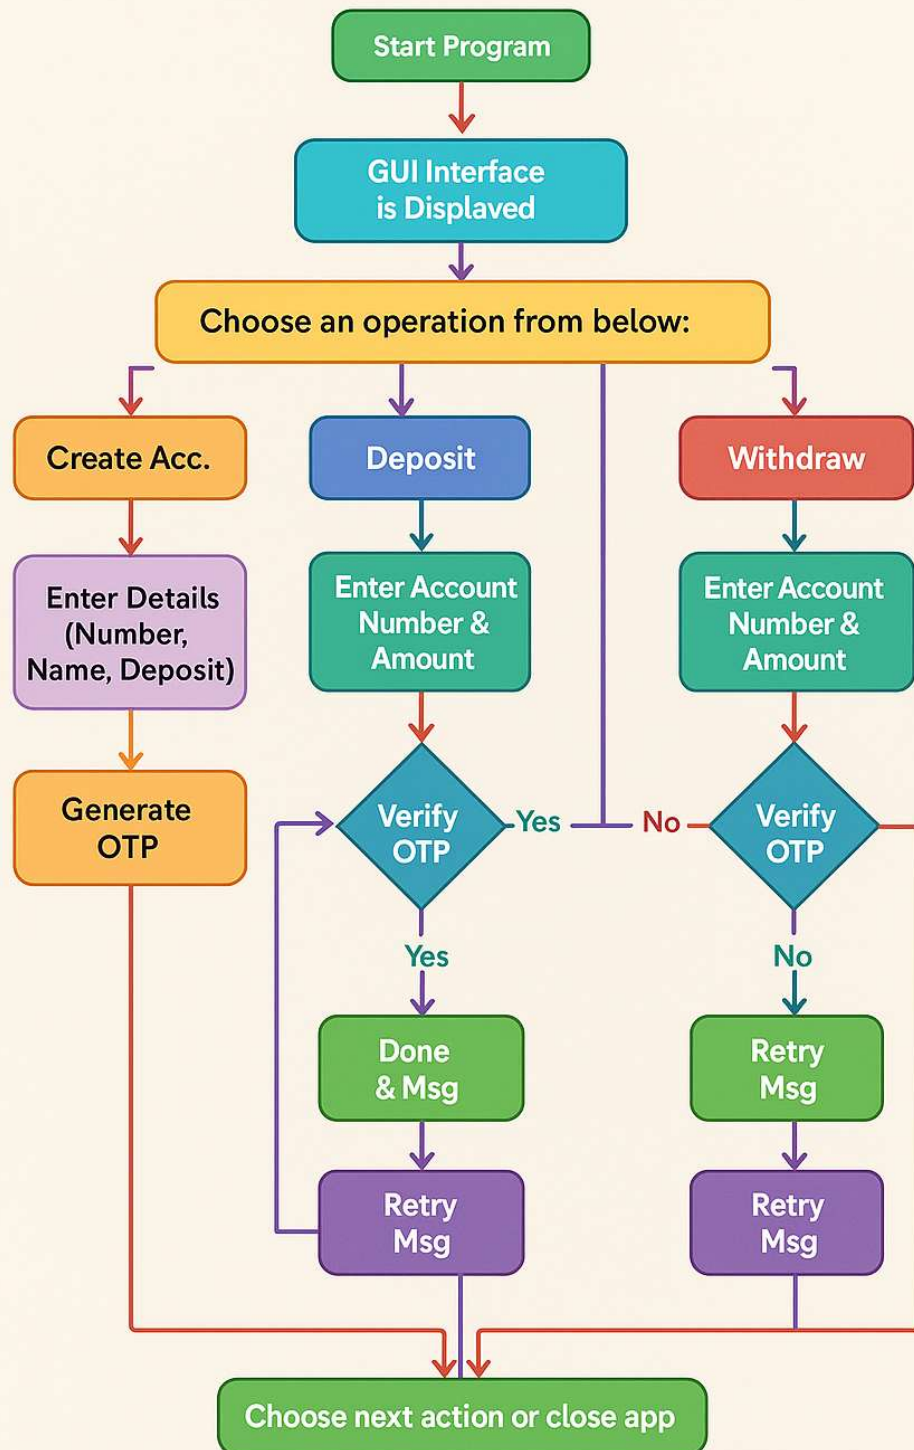 Start Program
GUI Interface
is Displaved
Choose an operation from below:
Create Acc.
Deposit
Withdraw
Enter Details
(Number,
Name, Deposit)
Enter Account
Number &
Amount
Enter Account
Number &
Amount
Generate
OTP
Verify
OTP
Yes
No
Verify
OTP
Yes
No
Done
& Msg
Retry
Msg
Retry
Msg
Retry
Msg
Choose next action or close app